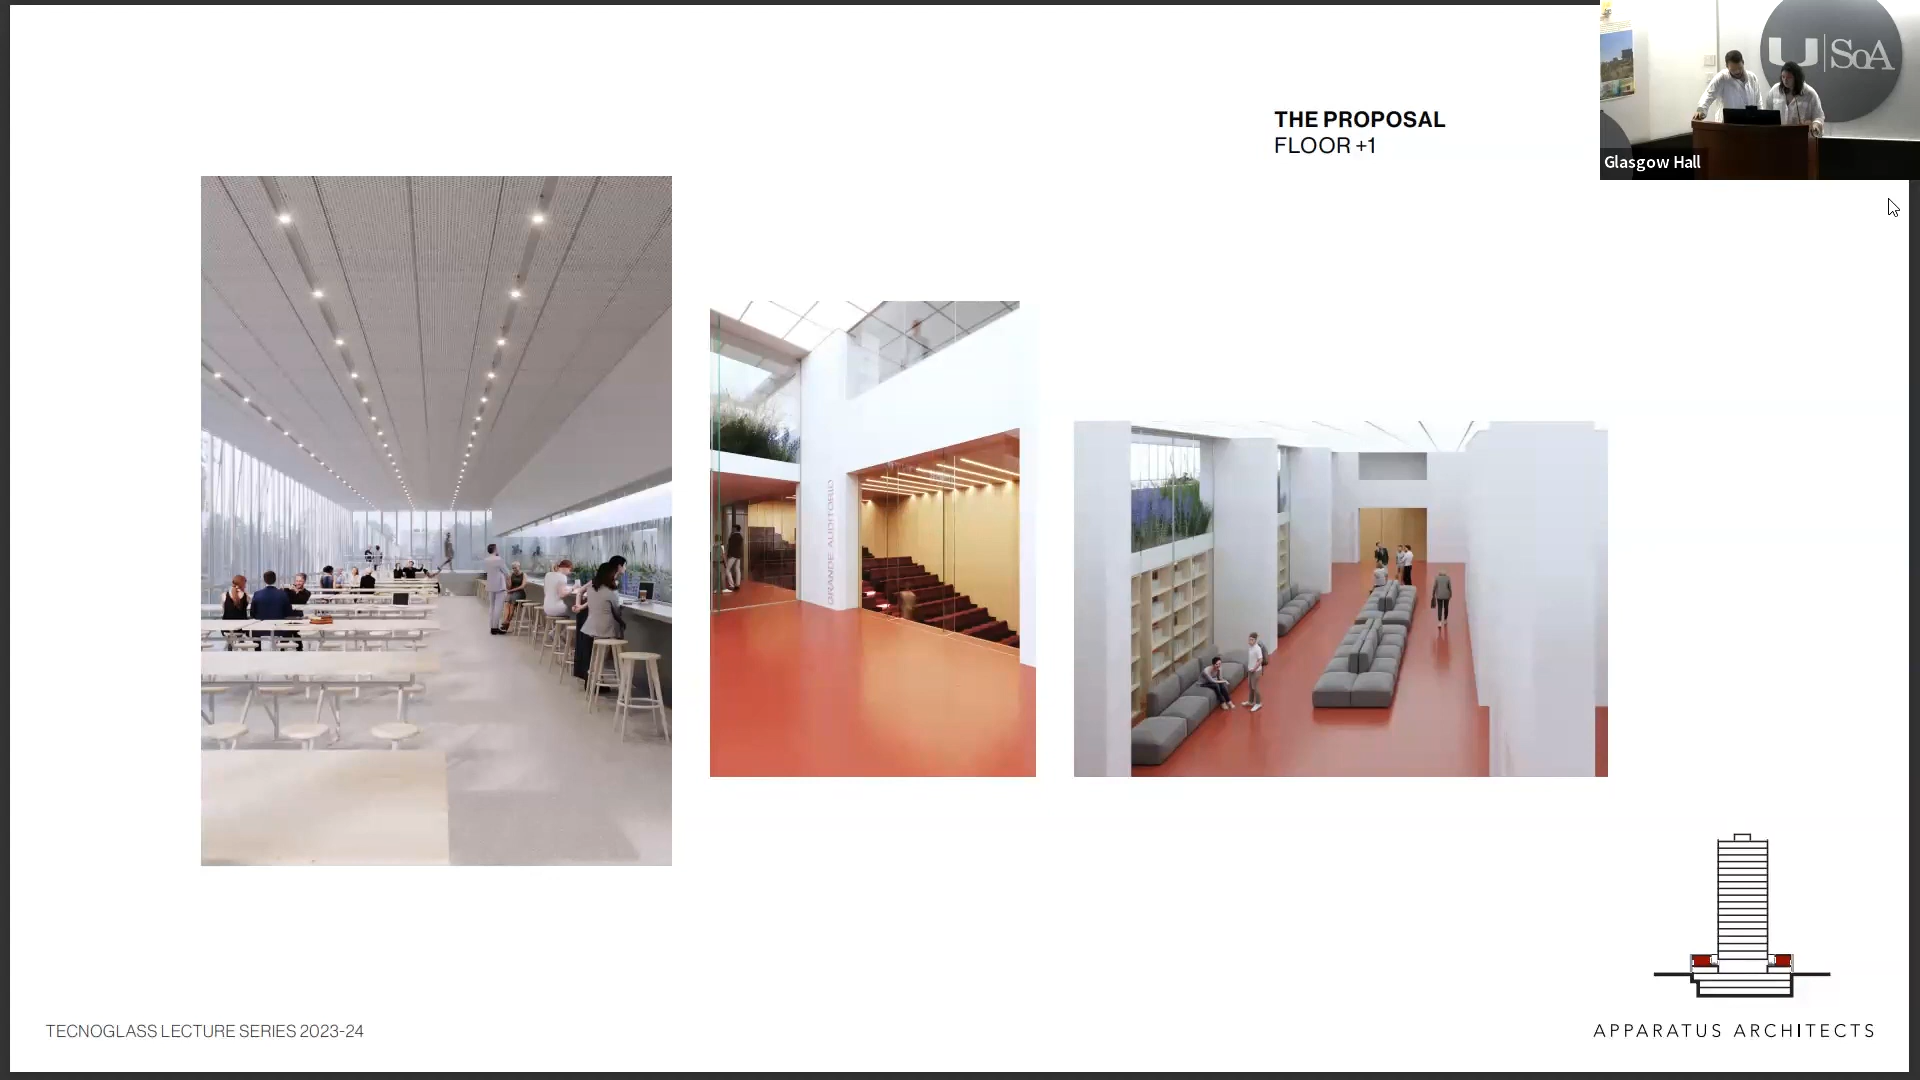 THE PROPOSAL
FLOOR +1
U | SoA
Glasgow Hall
GRANDE AUDITORIO
TECNOGLASS LECTURE SERIES 2023-24
APPARATUS ARCHITECTS